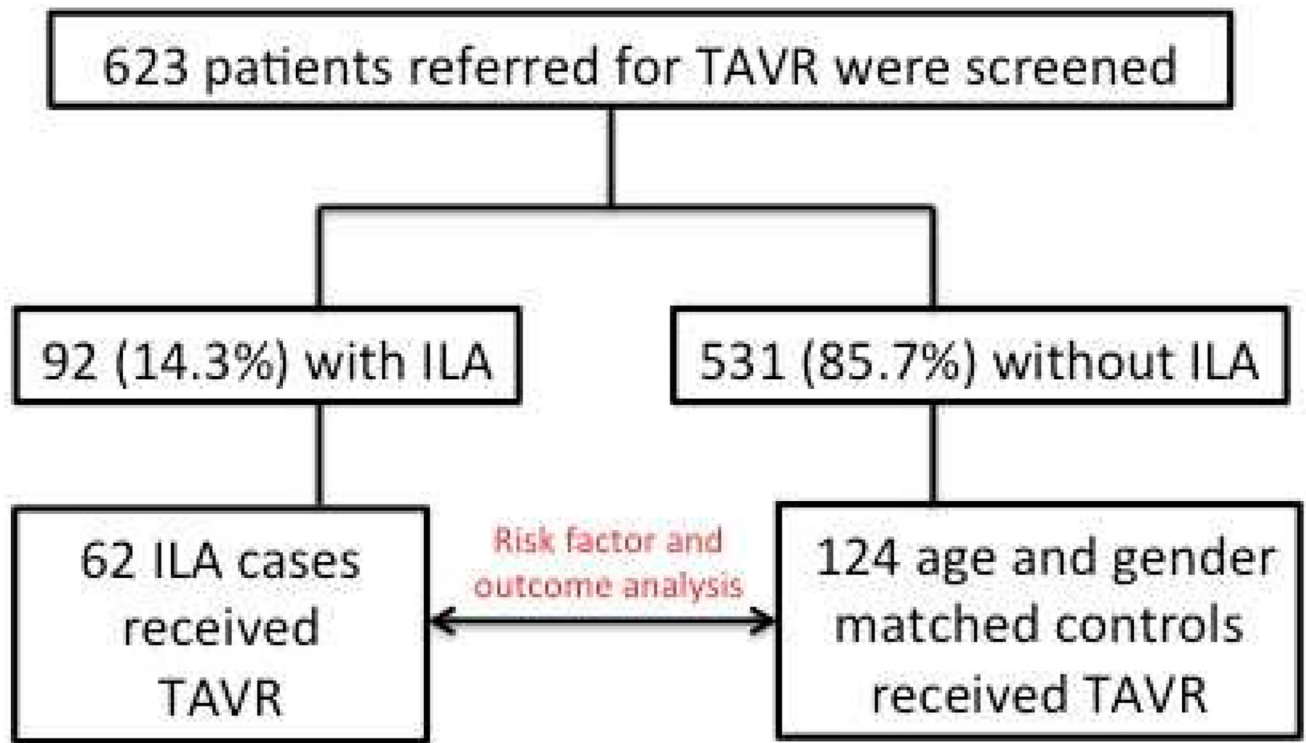 623 patients referred for TAVR were screened
92 (14.3%) with ILA
531 (85.7%) without ILA
62 ILA cases
received
TAVR
Risk factor and
outcome analysis
124 age and gender
matched controls
received TAVR